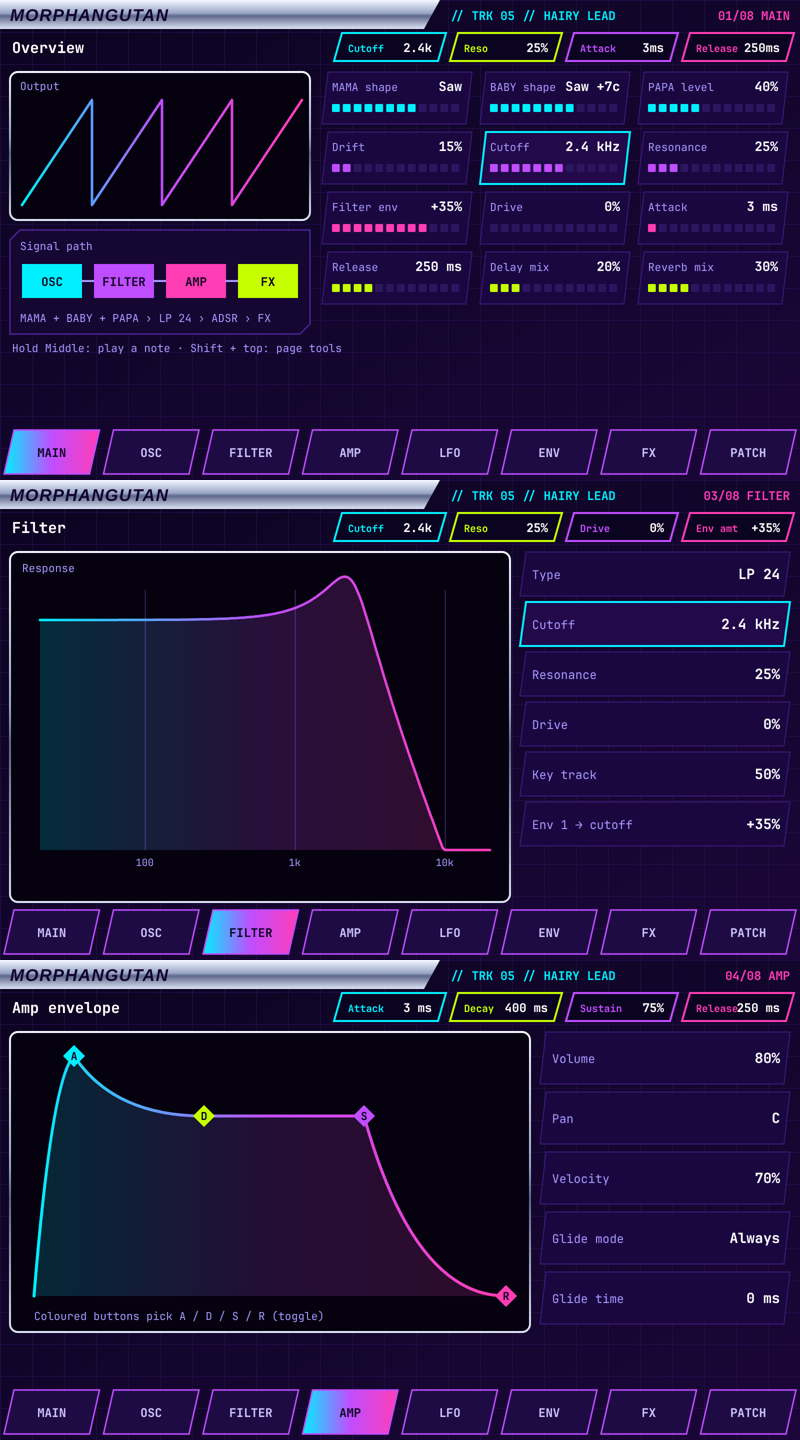 MORPHANGUTAN // TRK 05 // HAIRY LEAD 01/08 MAIN
Overview Cutoff 2.4k Reso 25% Attack 3ms Release 250ms
Output
MAMA shape Saw BABY shape Saw +7c PAPA level 40%
Drift 15% Cutoff 2.4 kHz Resonance 25%
Filter env +35% Drive 0% Attack 3 ms
Signal path
Release 250 ms Delay mix 20% Reverb mix 30%
OSC FILTER AMP FX
MAMA + BABY + PAPA › LP 24 › ADSR › FX
Hold Middle: play a note · Shift + top: page tools
MAIN OSC FILTER AMP LFO ENV FX PATCH
MORPHANGUTAN // TRK 05 // HAIRY LEAD 03/08 FILTER
Filter Cutoff 2.4k Reso 25% Drive 0% Env amt +35%
Response
Type LP 24
Cutoff 2.4 kHz
Resonance 25%
Drive 0%
Key track 50%
Env 1 → cutoff +35%
100 1k 10k
MAIN OSC FILTER AMP LFO ENV FX PATCH
MORPHANGUTAN // TRK 05 // HAIRY LEAD 04/08 AMP
Amp envelope Attack 3 ms Decay 400 ms Sustain 75% Release 250 ms
A
Volume 80%
D S
Pan C
Velocity 70%
Glide mode Always
R
Glide time 0 ms
Coloured buttons pick A / D / S / R (toggle)
MAIN OSC FILTER AMP LFO ENV FX PATCH